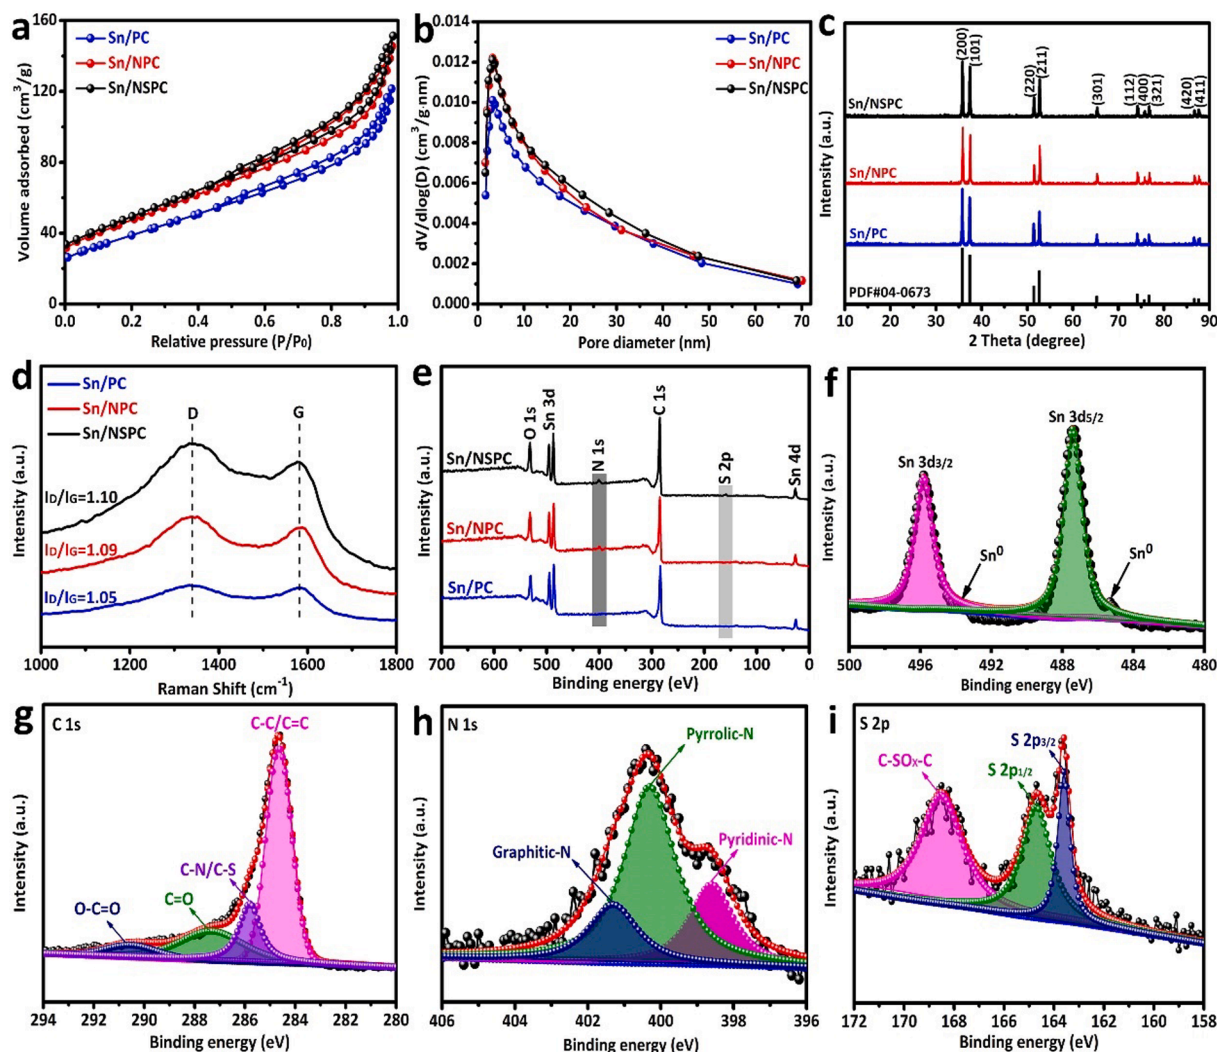 a
Sn/PC
Sn/NPC
Sn/NSPC
Volume adsorbed (cm³/g)
160
120
80
40
0
0.0 0.2 0.4 0.6 0.8 1.0
Relative pressure (P/P₀)
b
Sn/PC
Sn/NPC
Sn/NSPC
dV/dlog(D) (cm³/g·nm)
0.014
0.012
0.010
0.008
0.006
0.004
0.002
0.000
0 10 20 30 40 50 60 70
Pore diameter (nm)
c
(200)
(101)
(220)
(211)
(301)
(112)
(400)
(321)
(420)
(411)
Sn/NSPC
Sn/NPC
Sn/PC
PDF#04-0673
Intensity (a.u.)
10 20 30 40 50 60 70 80 90
2 Theta (degree)
d
Sn/PC
Sn/NPC
Sn/NSPC
D
G
I_D/I_G=1.10
I_D/I_G=1.09
I_D/I_G=1.05
Intensity (a.u.)
1000 1200 1400 1600 1800
Raman Shift (cm⁻¹)
e
O 1s
Sn 3d
N 1s
C 1s
S 2p
Sn 4d
Sn/NSPC
Sn/NPC
Sn/PC
Intensity (a.u.)
700 600 500 400 300 200 100 0
Binding energy (eV)
f
Sn 3d₅/₂
Sn 3d₃/₂
Sn⁰
Sn⁰
Intensity (a.u.)
500 496 492 488 484 480
Binding energy (eV)
g
C 1s
C-C/C=C
C-N/C-S
C=O
O-C=O
Intensity (a.u.)
294 292 290 288 286 284 282 280
Binding energy (eV)
h
N 1s
Pyrrolic-N
Graphitic-N
Pyridinic-N
Intensity (a.u.)
406 404 402 400 398 396
Binding energy (eV)
i
S 2p
S 2p₃/₂
C-SOₓ-C
S 2p₁/₂
Intensity (a.u.)
172 170 168 166 164 162 160 158
Binding energy (eV)